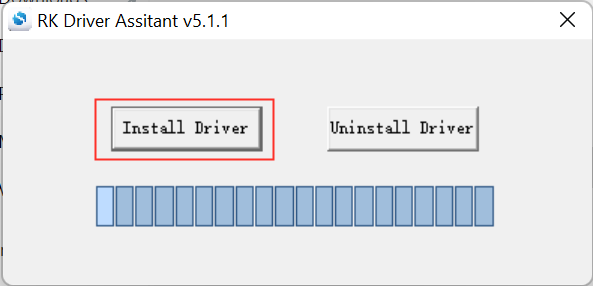 RK Driver Assitant v5.1.1
Install Driver
Uninstall Driver